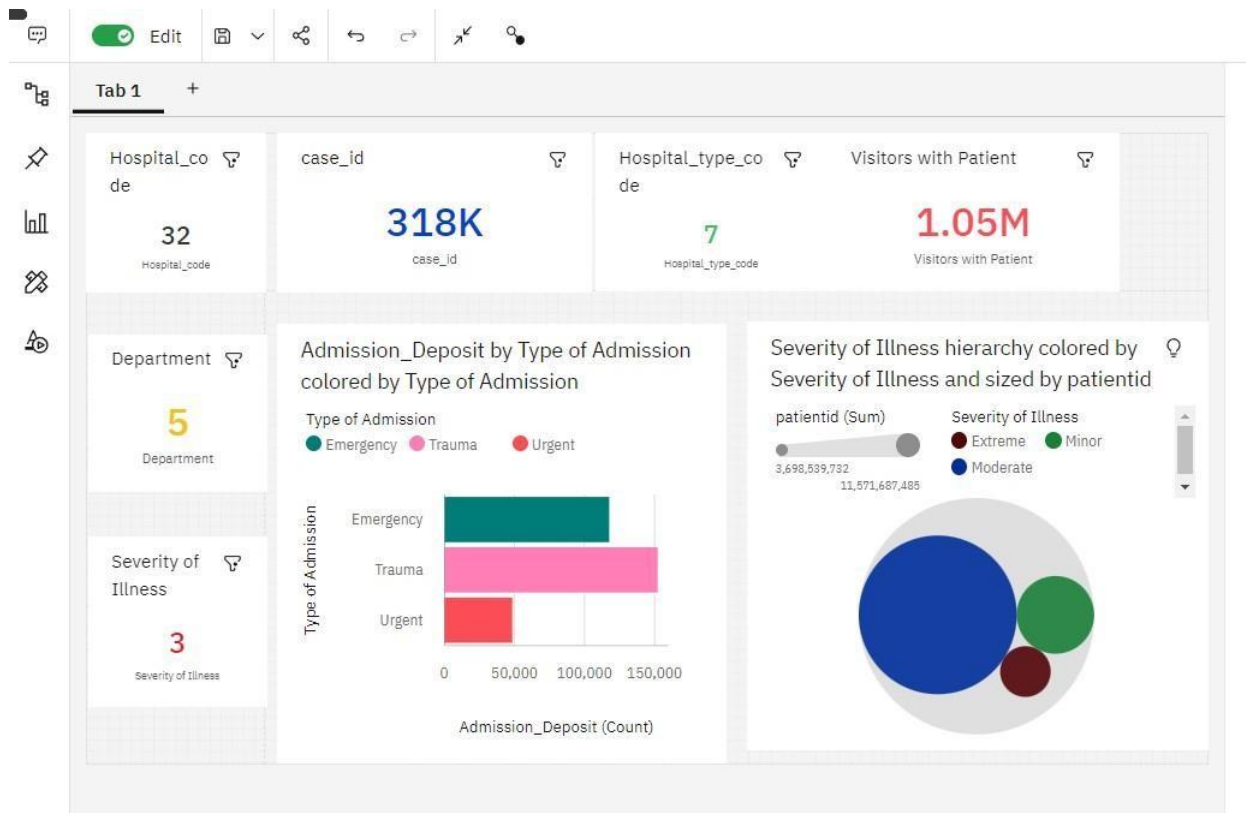 Edit
Tab 1
+
Hospital_co
de
32
Hospital_code
case_id
318K
case_id
Hospital_type_co
de
7
Hospital_type_code
Visitors with Patient
1.05M
Visitors with Patient
Department
5
Department
Severity of
Illness
3
Severity of Illness
Admission_Deposit by Type of Admission
colored by Type of Admission
Type of Admission
Emergency Trauma Urgent
Type of Admission
Emergency
Trauma
Urgent
0 50,000 100,000 150,000
Admission_Deposit (Count)
Severity of Illness hierarchy colored by
Severity of Illness and sized by patientid
patientid (Sum)
3,698,539,732
11,571,687,485
Severity of Illness
Extreme Minor
Moderate